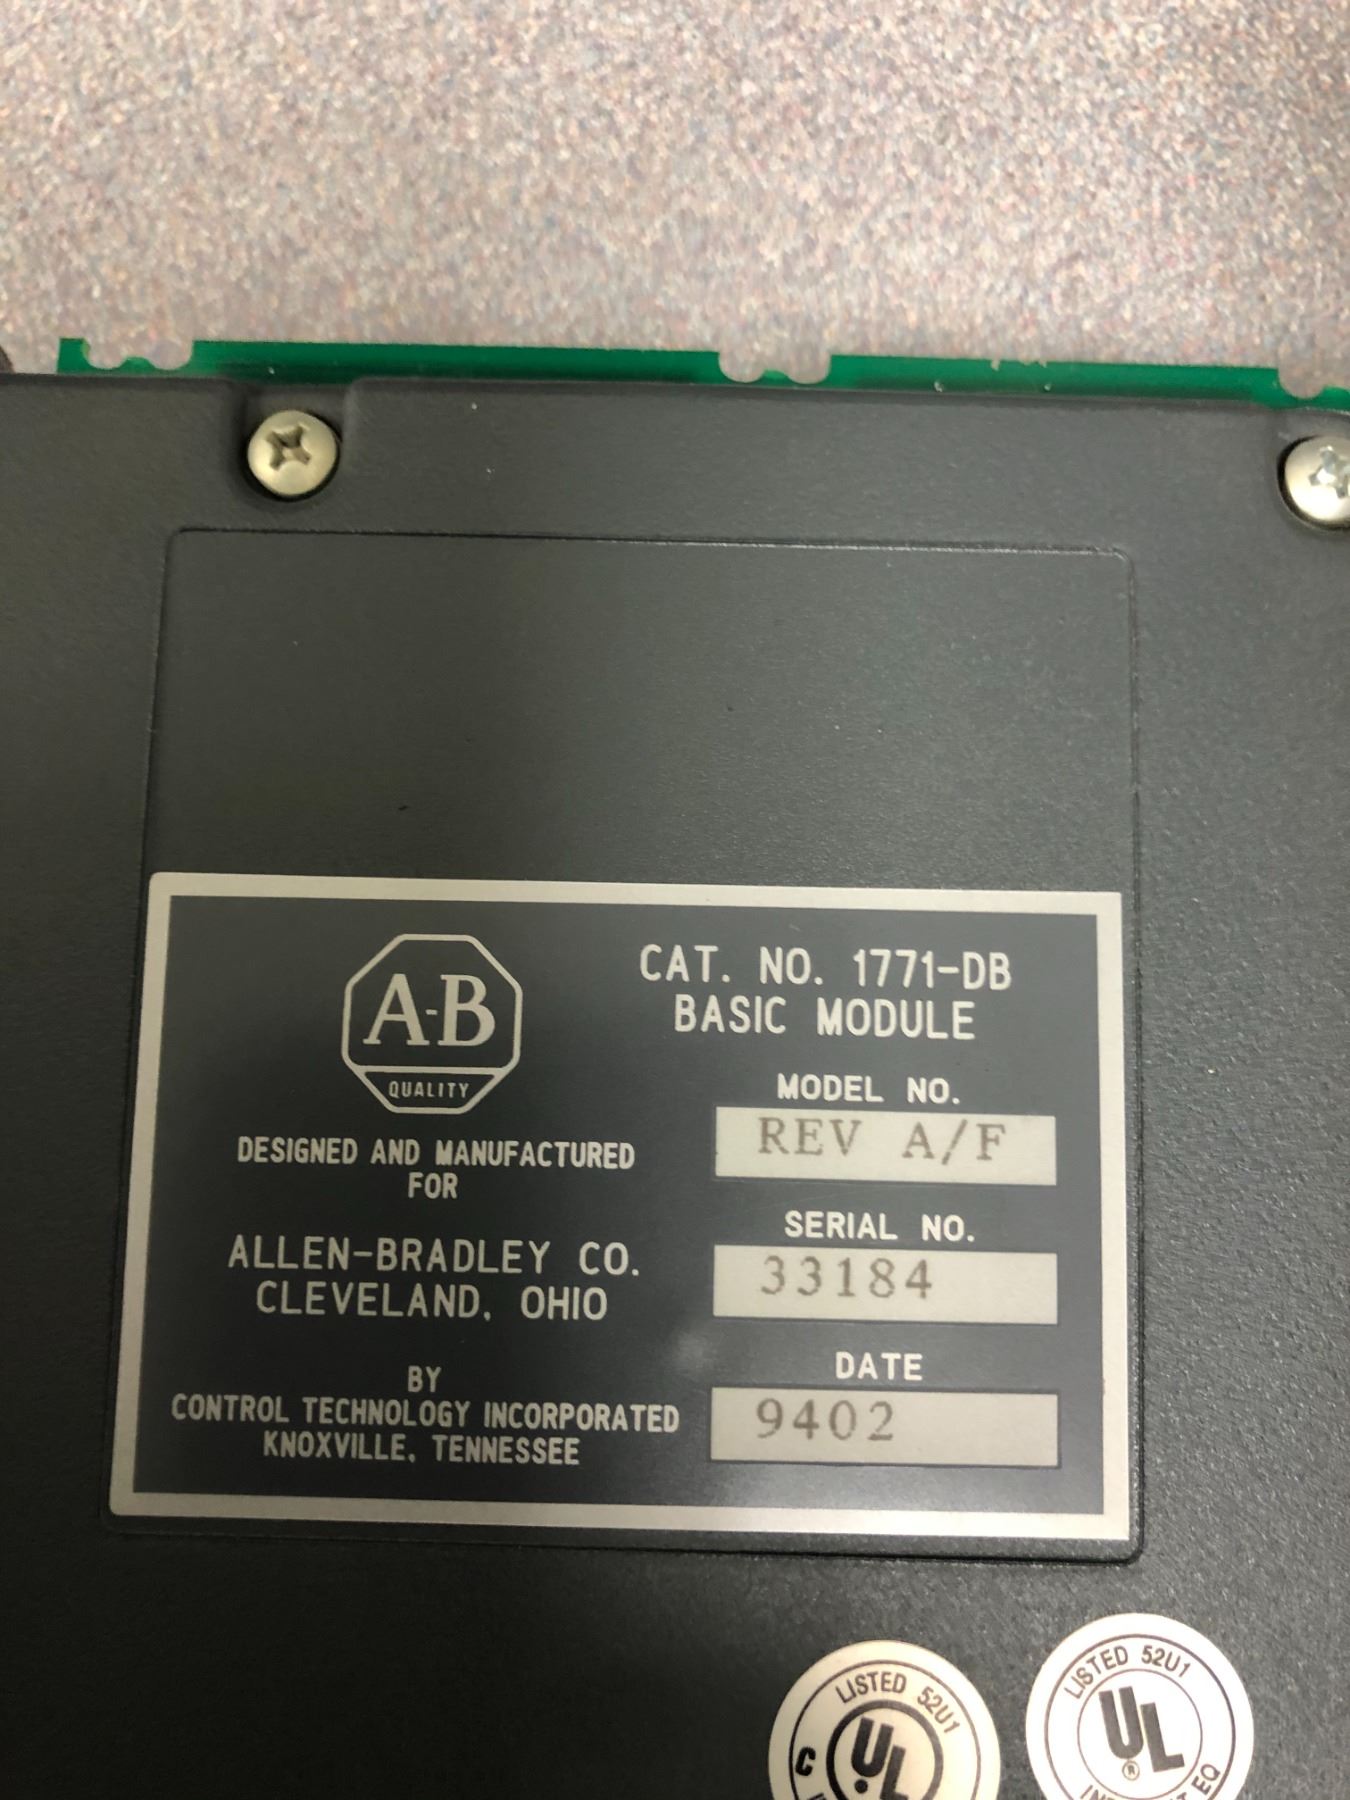 A-B
QUALITY
DESIGNED AND MANUFACTURED
FOR
ALLEN-BRADLEY CO.
CLEVELAND, OHIO
BY
CONTROL TECHNOLOGY INCORPORATED
KNOXVILLE, TENNESSEE
CAT. NO. 1771-DB
BASIC MODULE
MODEL NO.
REV A/F
SERIAL NO.
33184
DATE
9402
LISTED 52U1
C
UL
LISTED 52U1
UL
®
EQ